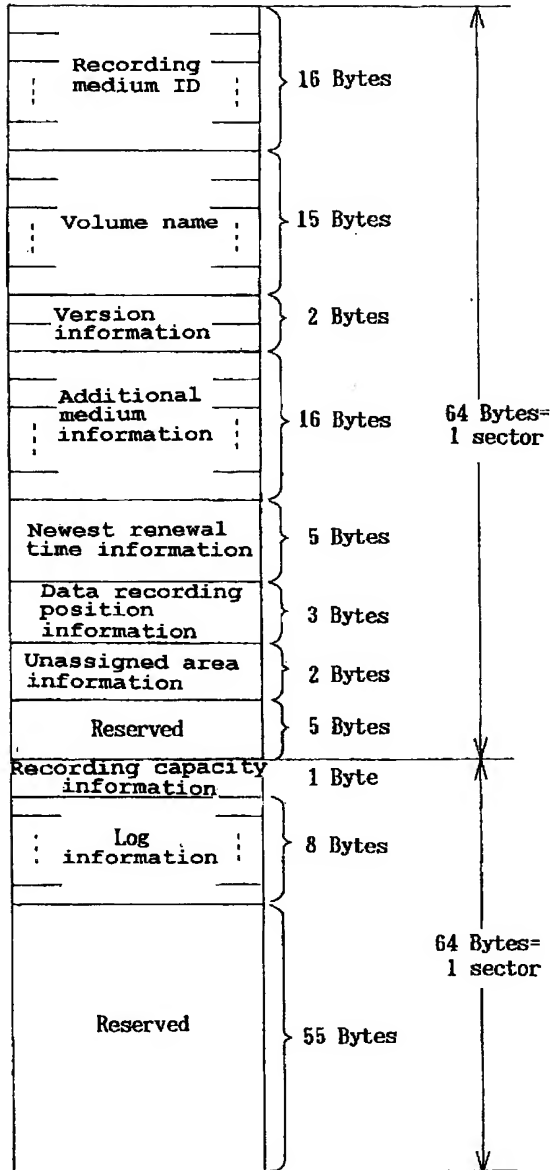 Recording
medium ID
16 Bytes
Volume name
15 Bytes
Version
information
2 Bytes
Additional
medium
information
16 Bytes
64 Bytes=
1 sector
Newest renewal
time information
5 Bytes
Data recording
position
information
3 Bytes
Unassigned area
information
2 Bytes
Reserved
5 Bytes
Recording capacity
information
1 Byte
Log
information
8 Bytes
64 Bytes=
1 sector
Reserved
55 Bytes